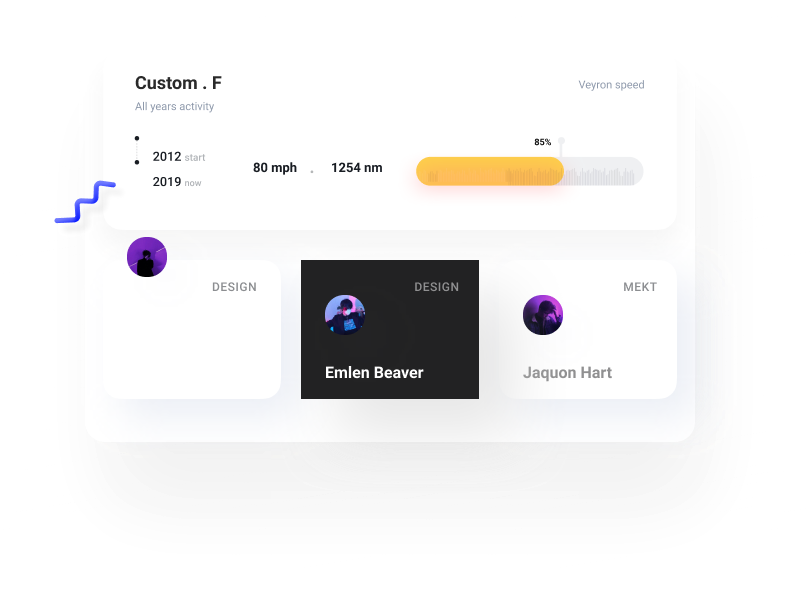 Custom . F
Veyron speed
All years activity
85%
2012 start
80 mph . 1254 nm
2019 now
DESIGN
DESIGN
MEKT
Emlen Beaver
Jaquon Hart